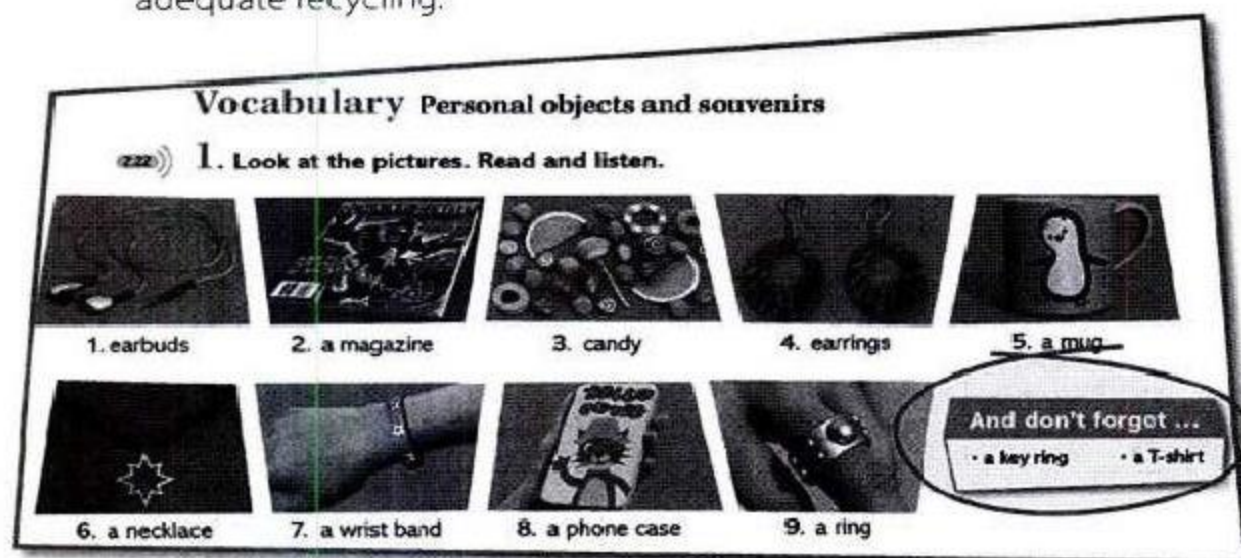 adequate recycling.
Vocabulary Personal objects and souvenirs
1. Look at the pictures. Read and listen.
1. earbuds 2. a magazine 3. candy 4. earrings 5. a mug
And don't forget ...
• a key ring • a T-shirt
6. a necklace 7. a wrist band 8. a phone case 9. a ring